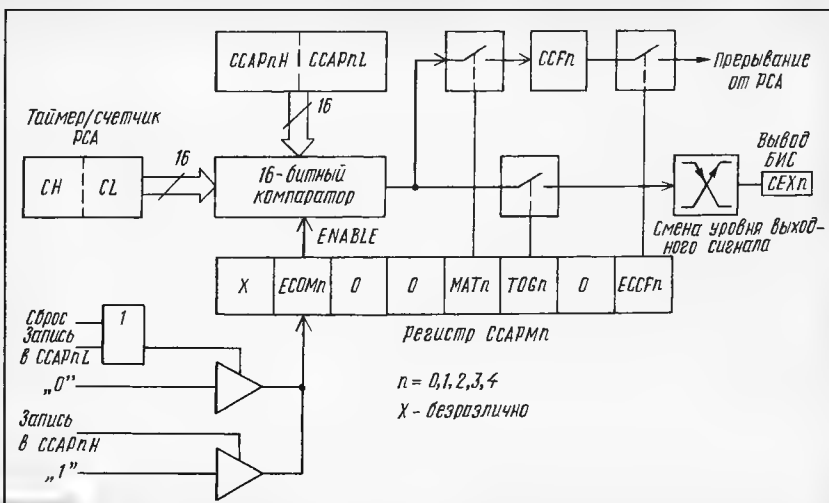 CCAPnH
CCAPnL
16
Таймер/счетчик
PCA
CH
CL
16
16-битный
компаратор
ENABLE
CCFn
Прерывание
от PCA
Вывод
БИС
CEXn
Смена уровня выход-
ного сигнала
X
ECOMn
0
0
MATn
TOGn
0
ECCFn
Регистр CCAPMn
Сброс
Запись
в CCAPnL
1
„0"
Запись
в CCAPnH
„1"
n = 0,1,2,3,4
X - безразлично